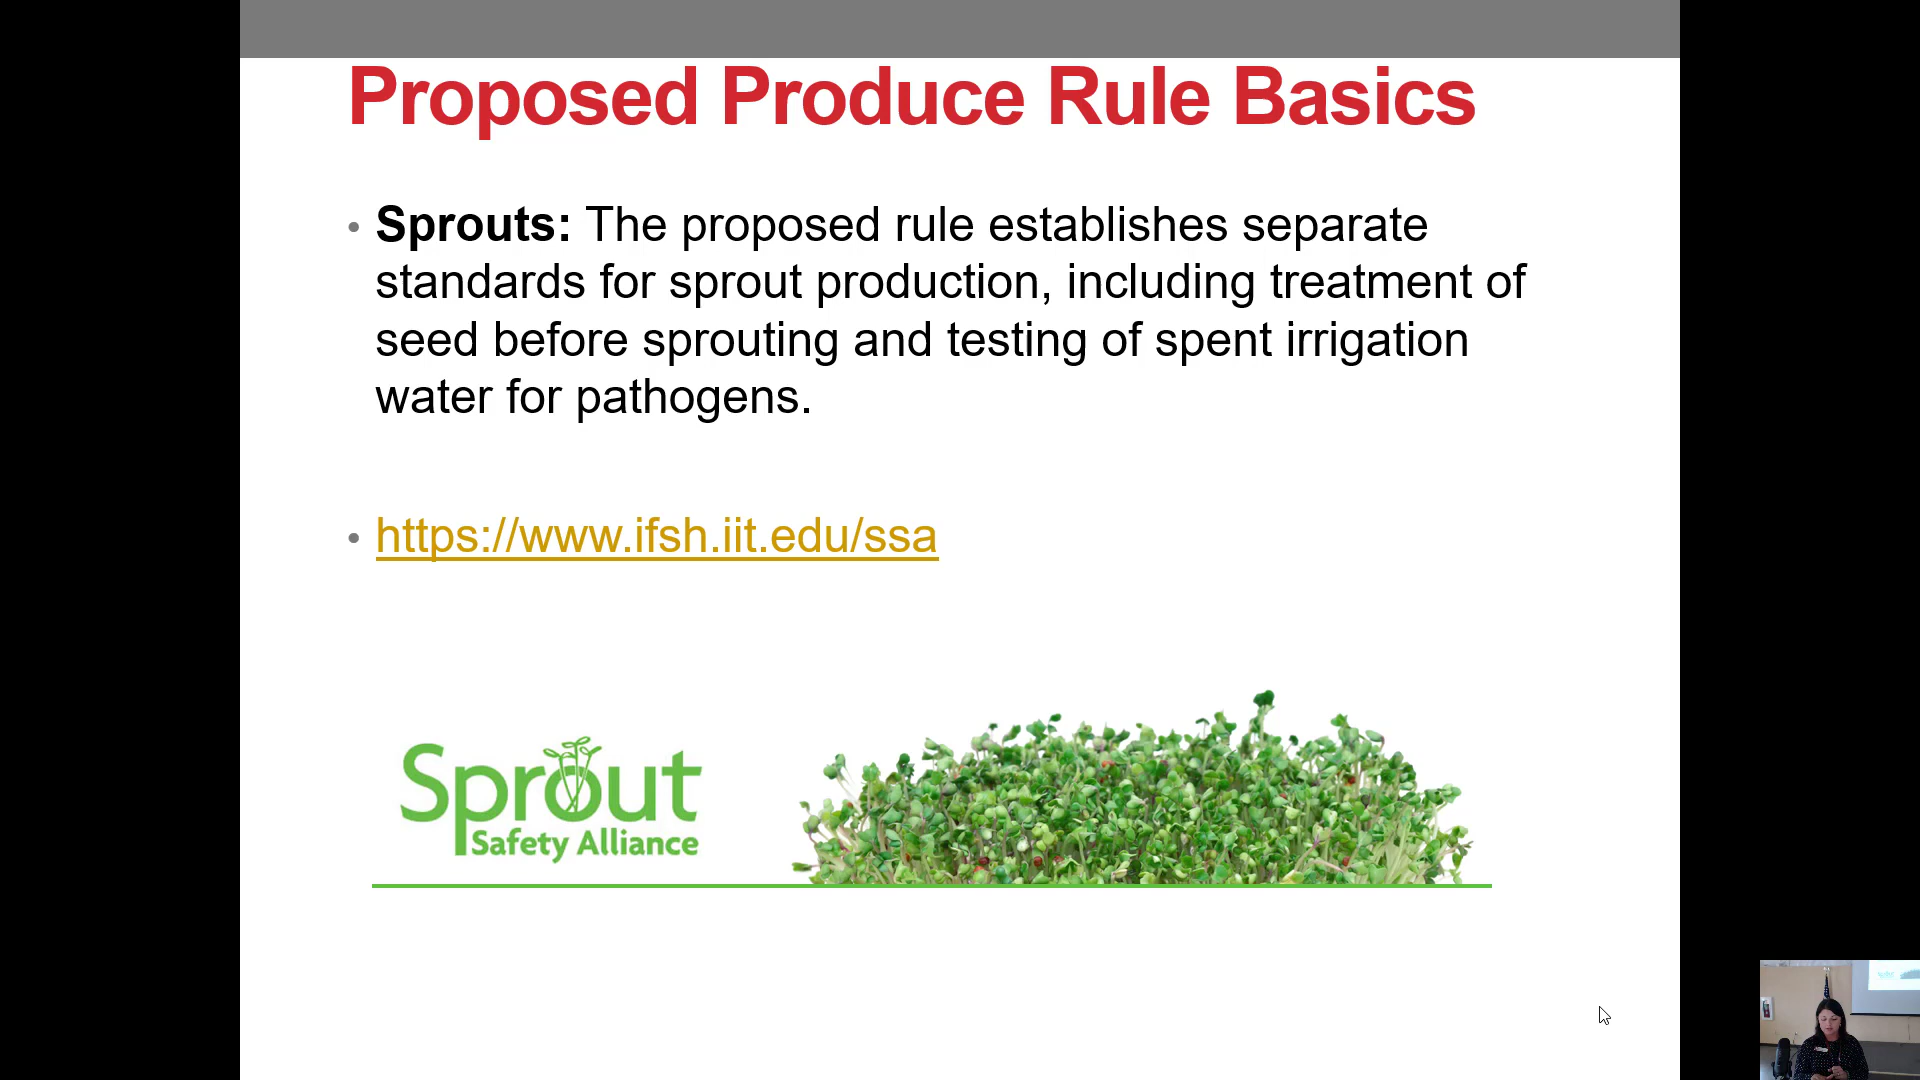 Proposed Produce Rule Basics
• Sprouts: The proposed rule establishes separate
standards for sprout production, including treatment of
seed before sprouting and testing of spent irrigation
water for pathogens.
• https://www.ifsh.iit.edu/ssa
Sprout
Safety Alliance